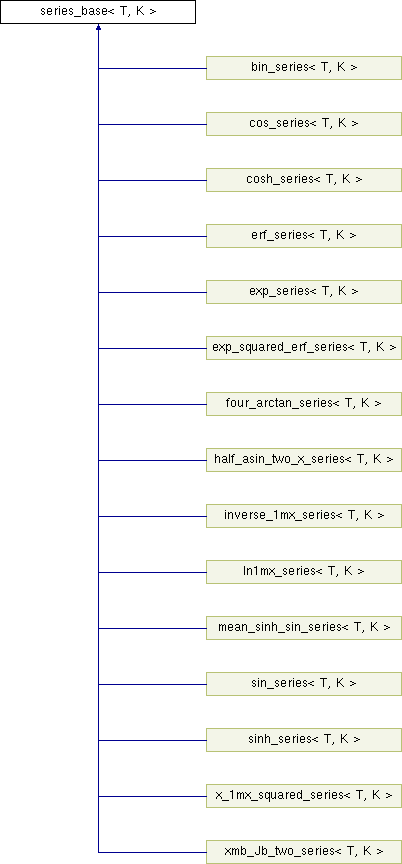 series_base< T, K >
bin_series< T, K >
cos_series< T, K >
cosh_series< T, K >
erf_series< T, K >
exp_series< T, K >
exp_squared_erf_series< T, K >
four_arctan_series< T, K >
half_asin_two_x_series< T, K >
inverse_1mx_series< T, K >
ln1mx_series< T, K >
mean_sinh_sin_series< T, K >
sin_series< T, K >
sinh_series< T, K >
x_1mx_squared_series< T, K >
xmb_Jb_two_series< T, K >